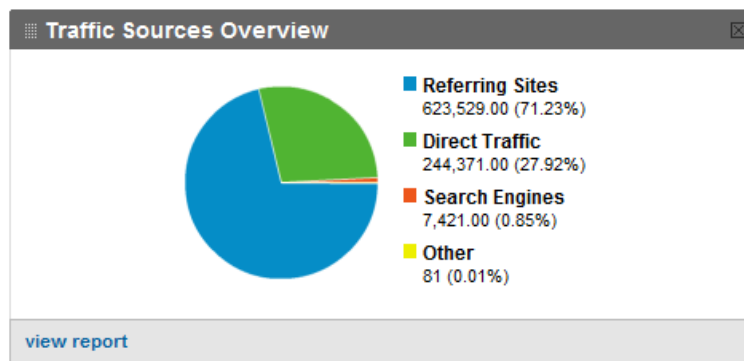 Traffic Sources Overview
Referring Sites
623,529.00 (71.23%)
Direct Traffic
244,371.00 (27.92%)
Search Engines
7,421.00 (0.85%)
Other
81 (0.01%)
view report